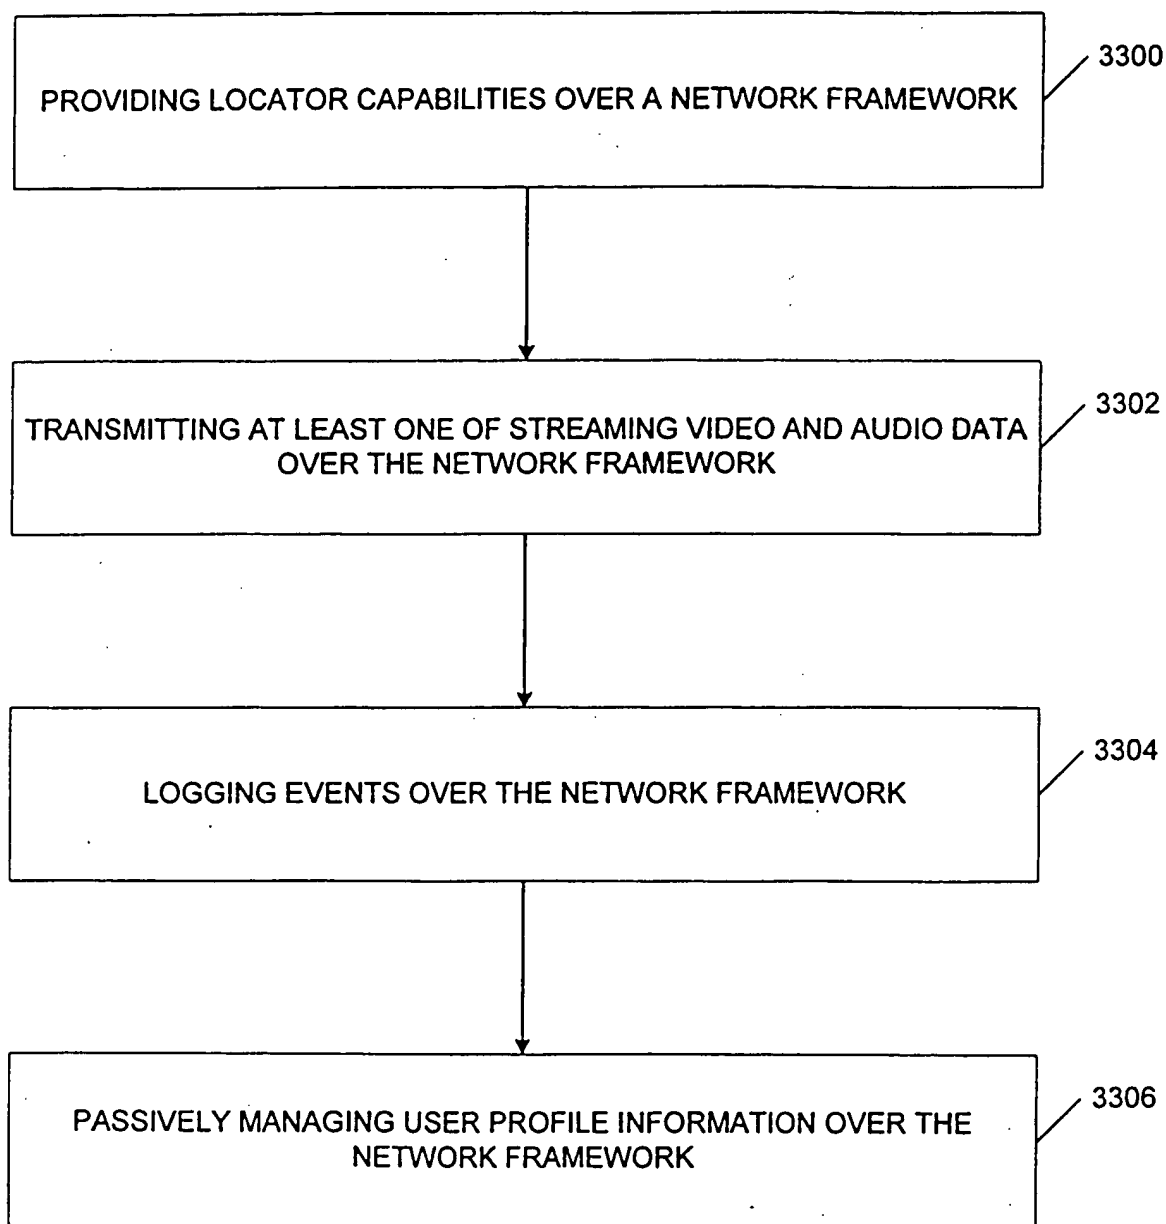 3300
PROVIDING LOCATOR CAPABILITIES OVER A NETWORK FRAMEWORK
3302
TRANSMITTING AT LEAST ONE OF STREAMING VIDEO AND AUDIO DATA
OVER THE NETWORK FRAMEWORK
3304
LOGGING EVENTS OVER THE NETWORK FRAMEWORK
3306
PASSIVELY MANAGING USER PROFILE INFORMATION OVER THE
NETWORK FRAMEWORK